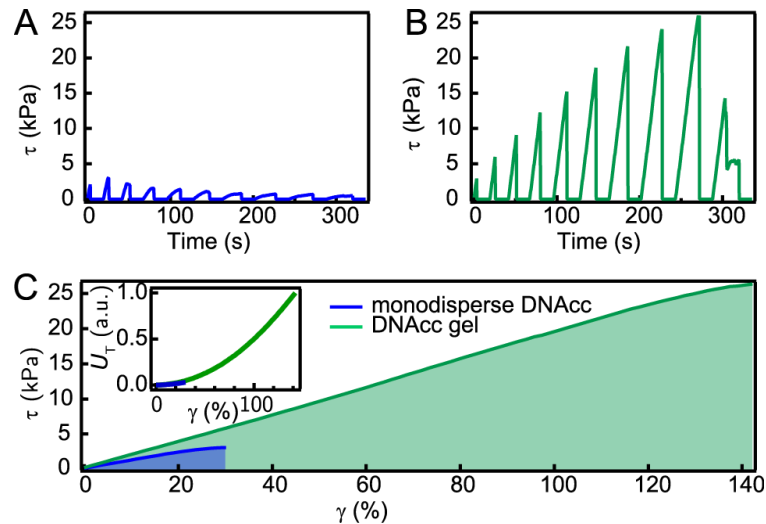 A
25
20
15
10
5
0
τ (kPa)
0 100 200 300
Time (s)
B
25
20
15
10
5
0
τ (kPa)
0 100 200 300
Time (s)
C
25
20
15
10
5
0
τ (kPa)
1.0
0.5
0.0
U_T (a.u.)
0 100
γ (%)
monodisperse DNAcc
DNAcc gel
0 20 40 60 80 100 120 140
γ (%)